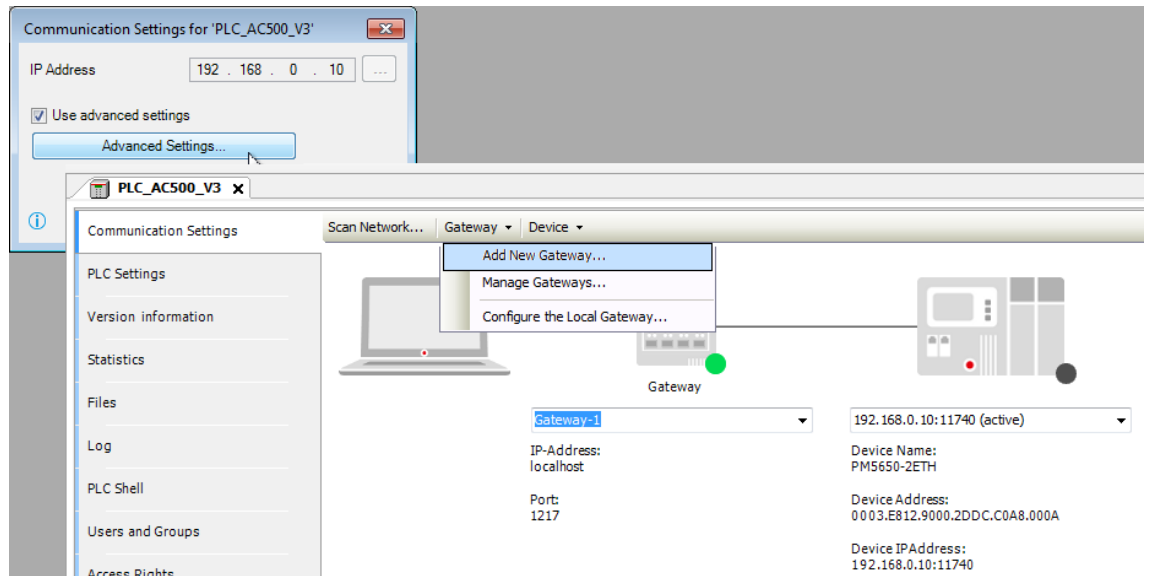 Communication Settings for 'PLC_AC500_V3'
IP Address 192 . 168 . 0 . 10 ...
Use advanced settings
Advanced Settings...
PLC_AC500_V3 x
Communication Settings
PLC Settings
Version information
Statistics
Files
Log
PLC Shell
Users and Groups
Access Rights
Scan Network... Gateway Device
Add New Gateway...
Manage Gateways...
Configure the Local Gateway...
Gateway
Gateway-1
IP-Address:
localhost
Port:
1217
192.168.0.10:11740 (active)
Device Name:
PM5650-2ETH
Device Address:
0003.E812.9000.2DDC.C0A8.000A
Device IPAddress:
192.168.0.10:11740